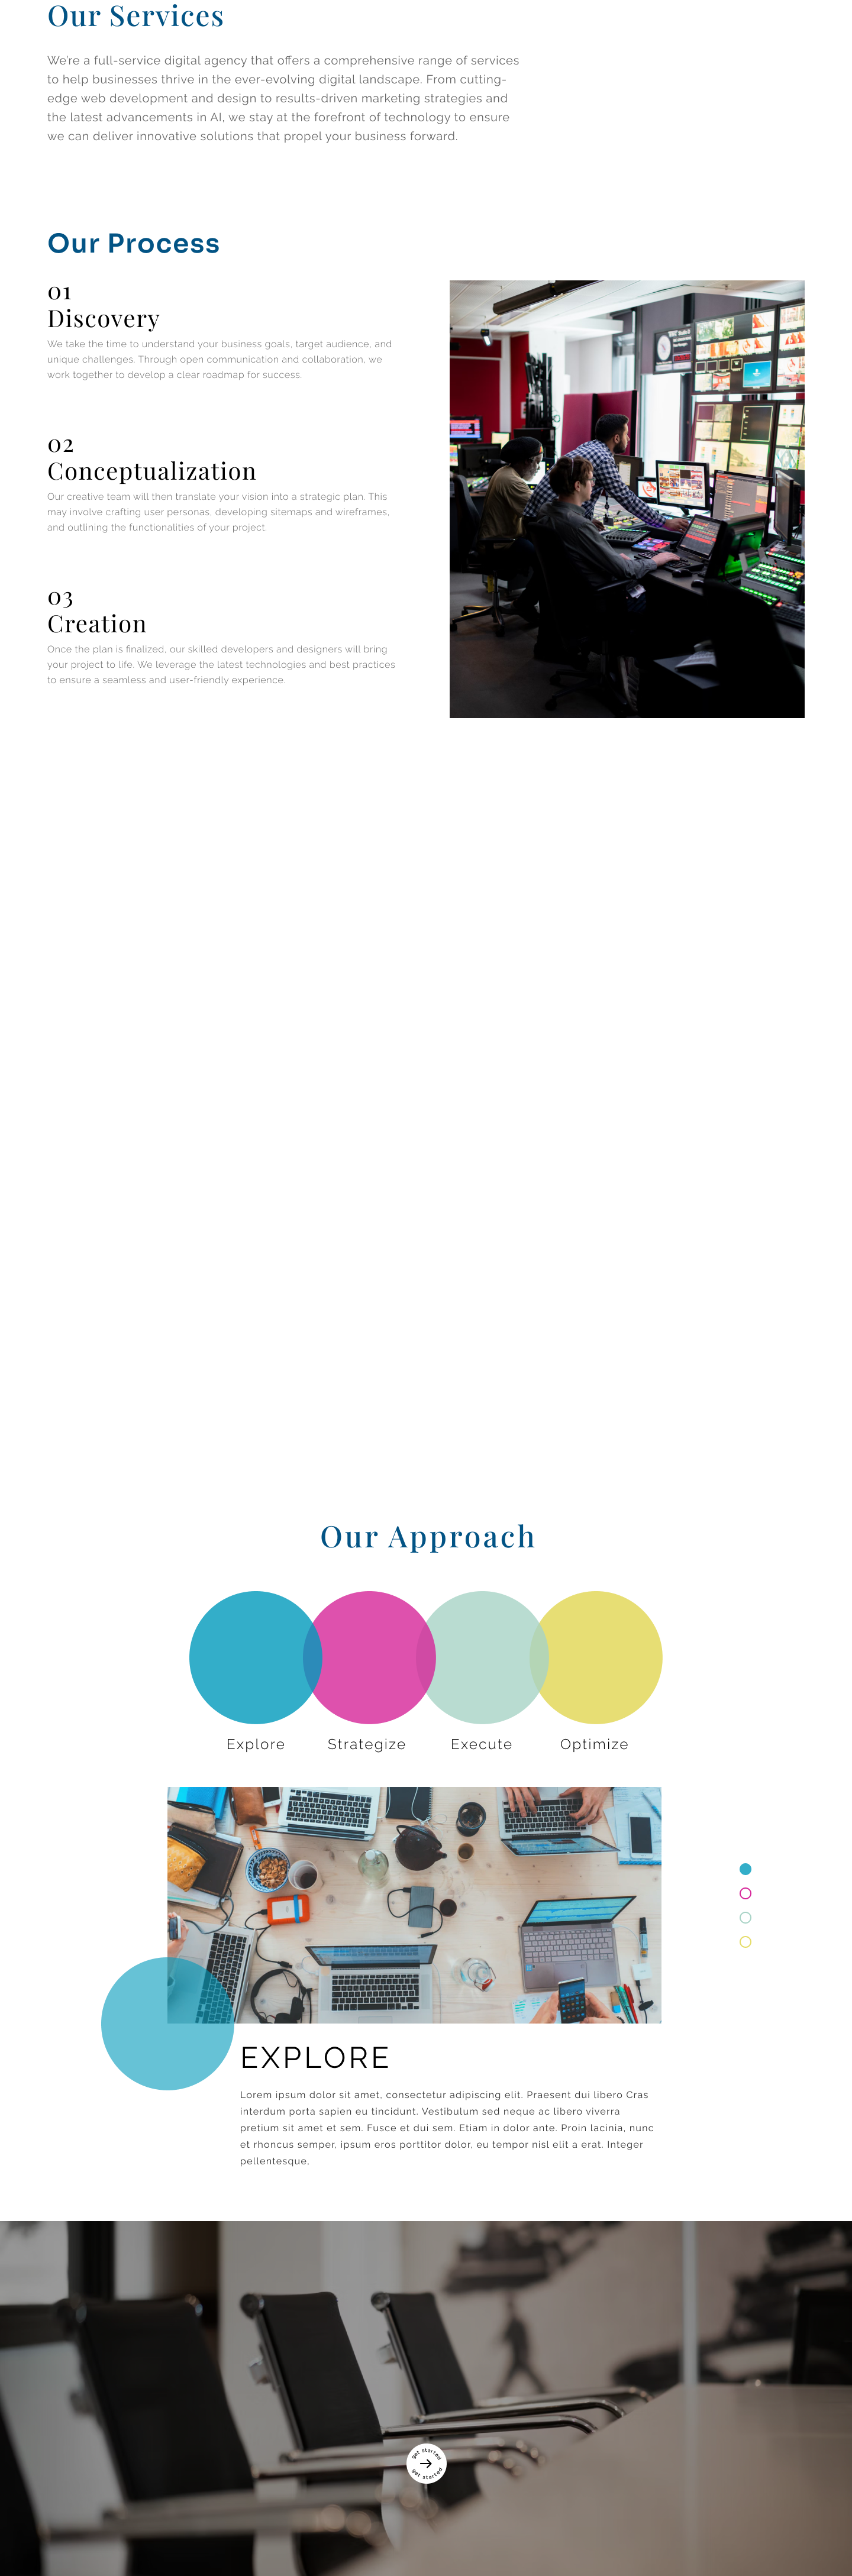 Our Services
We're a full-service digital agency that offers a comprehensive range of services
to help businesses thrive in the ever-evolving digital landscape. From cutting-
edge web development and design to results-driven marketing strategies and
the latest advancements in AI, we stay at the forefront of technology to ensure
we can deliver innovative solutions that propel your business forward.
Our Process
01
Discovery
We take the time to understand your business goals, target audience, and
unique challenges. Through open communication and collaboration, we
work together to develop a clear roadmap for success.
02
Conceptualization
Our creative team will then translate your vision into a strategic plan. This
may involve crafting user personas, developing sitemaps and wireframes,
and outlining the functionalities of your project.
03
Creation
Once the plan is finalized, our skilled developers and designers will bring
your project to life. We leverage the latest technologies and best practices
to ensure a seamless and user-friendly experience.
Our Approach
Explore
Strategize
Execute
Optimize
EXPLORE
Lorem ipsum dolor sit amet, consectetur adipiscing elit. Praesent dui libero Cras
interdum porta sapien eu tincidunt. Vestibulum sed neque ac libero viverra
pretium sit amet et sem. Fusce et dui sem. Etiam in dolor ante. Proin lacinia, nunc
et rhoncus semper, ipsum eros porttitor dolor, eu tempor nisl elit a erat. Integer
pellentesque.
get started
get started